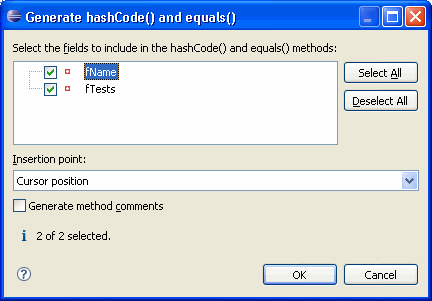 Generate hashCode() and equals()
Select the fields to include in the hashCode() and equals() methods:
fName
fTests
Select All
Deselect All
Insertion point:
Cursor position
Generate method comments
2 of 2 selected.
OK
Cancel